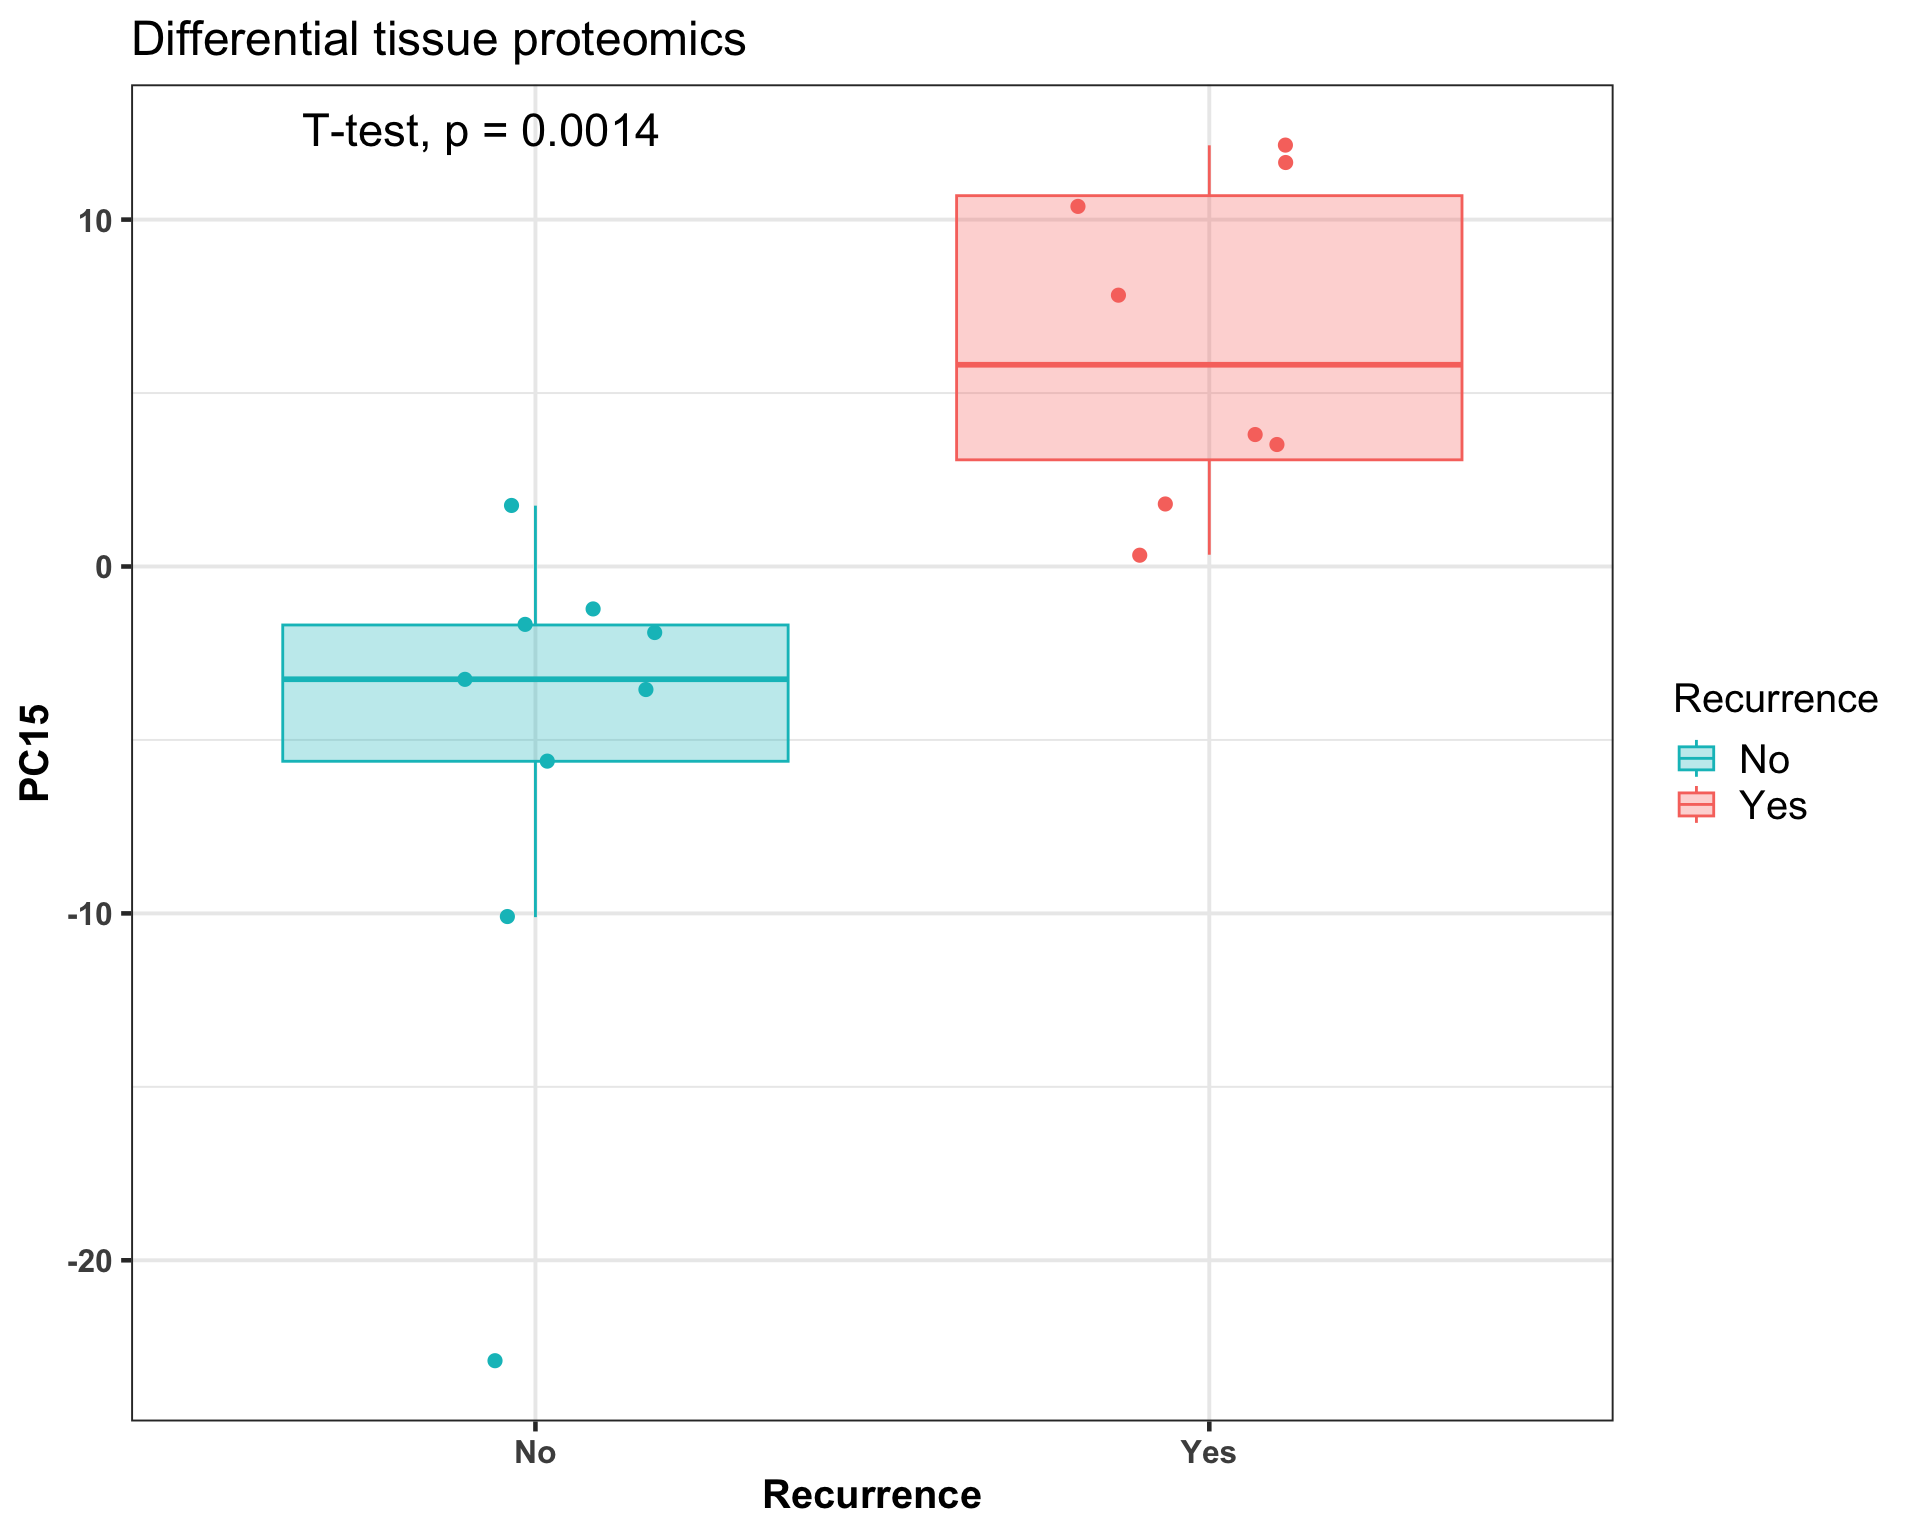 Differential tissue proteomics
T-test, p = 0.0014
10
0
-10
-20
PC15
No
Yes
Recurrence
Recurrence
No
Yes